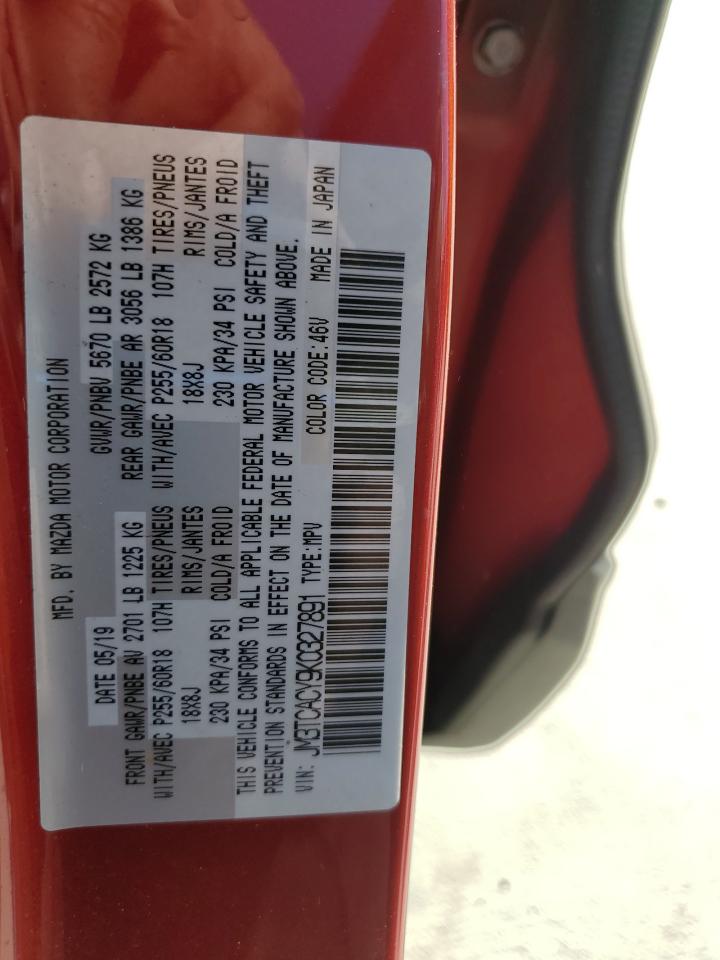 MFD. BY MAZDA MOTOR CORPORATION
DATE 05/19 GVWR/PNBV 5670 LB 2572 KG
FRONT GAWR/PNBE AV 2701 LB 1225 KG REAR GAWR/PNBE AR 3056 LB 1386 KG
WITH/AVEC P255/60R18 107H TIRES/PNEUS WITH/AVEC P255/60R18 107H TIRES/PNEUS
18X8J RIMS/JANTES 18X8J RIMS/JANTES
230 KPA/34 PSI COLD/A FROID 230 KPA/34 PSI COLD/A FROID
THIS VEHICLE CONFORMS TO ALL APPLICABLE FEDERAL MOTOR VEHICLE SAFETY AND THEFT
PREVENTION STANDARDS IN EFFECT ON THE DATE OF MANUFACTURE SHOWN ABOVE.
VIN: JM3TCACY9K0327891 TYPE:MPV COLOR CODE:46V MADE IN JAPAN